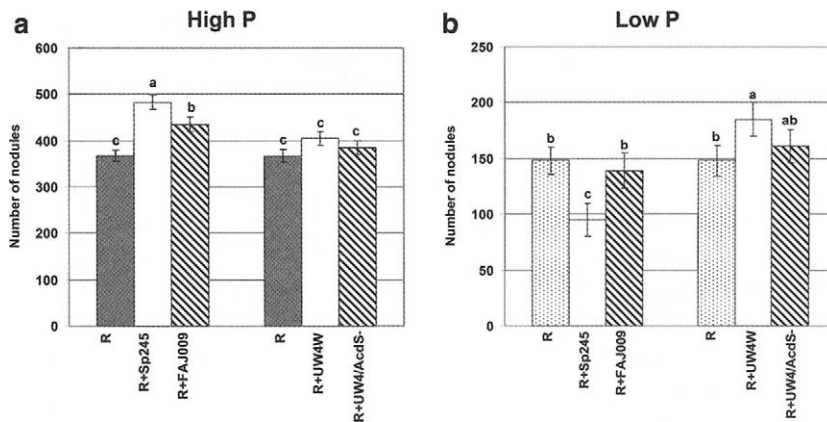 a
High P
Number of nodules
600
500
400
300
200
100
0
c
a
b
c
c
c
R
R+Sp245
R+FAJ009
R
R+UW4W
R+UW4/AcdS-
b
Low P
Number of nodules
250
200
150
100
50
0
b
c
b
b
a
ab
R
R+Sp245
R+FAJ009
R
R+UW4W
R+UW4/AcdS-